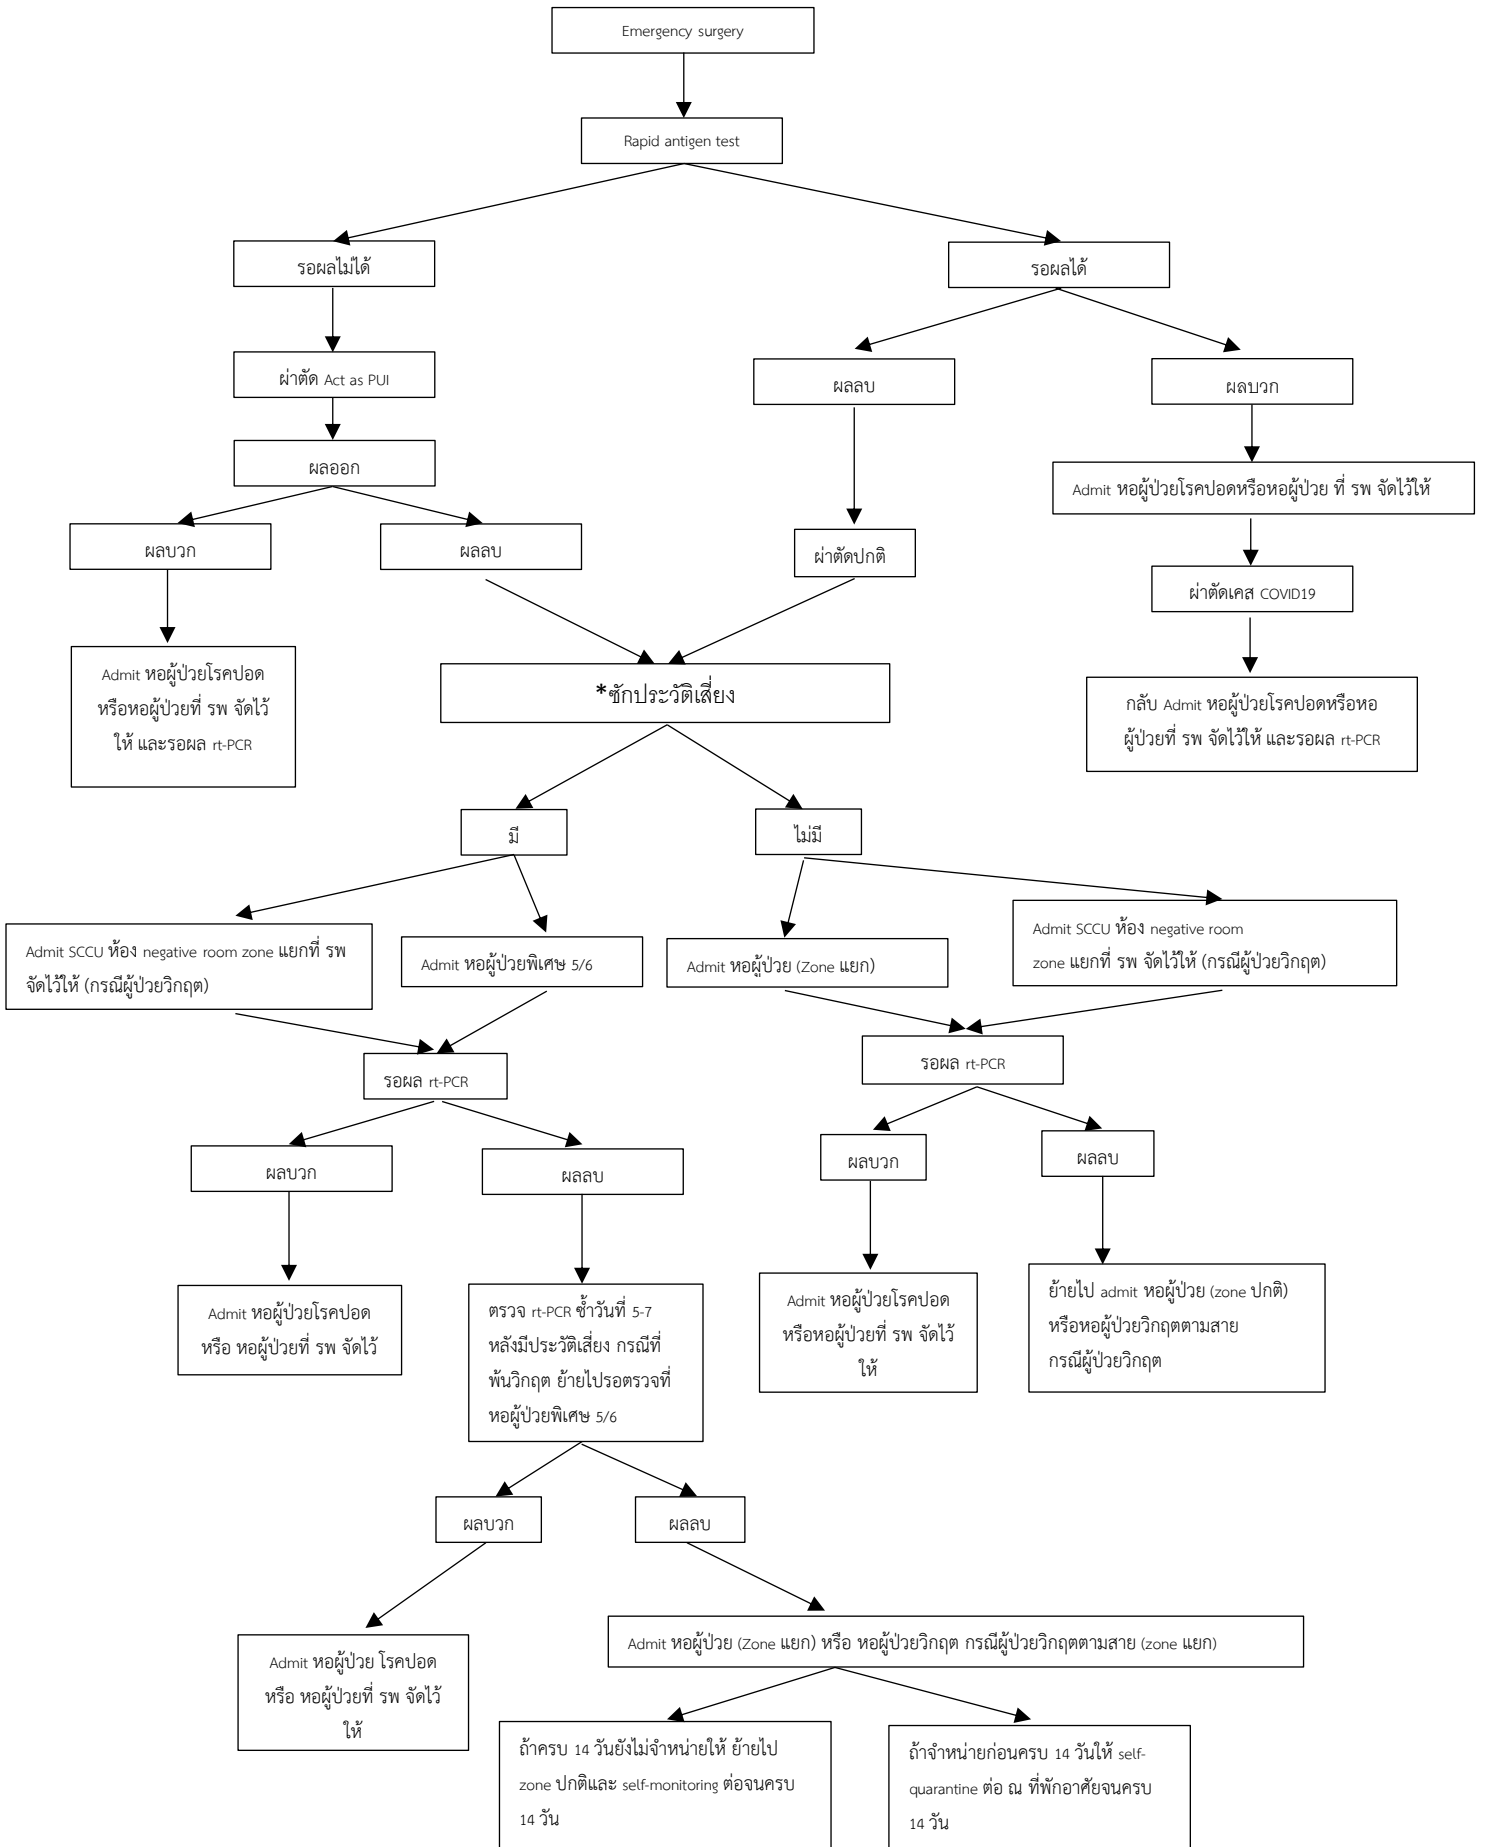 Emergency surgery
Rapid antigen test
รอผลไม่ได้
รอผลได้
ผ่าตัด Act as PUI
ผลลบ
ผลบวก
ผลออก
Admit หอผู้ป่วยโรคปอดหรือหอผู้ป่วย ที่ รพ จัดไว้ให้
ผลบวก
ผลลบ
ผ่าตัดปกติ
ผ่าตัดเคส COVID19
Admit หอผู้ป่วยโรคปอด
หรือหอผู้ป่วยที่ รพ จัดไว้
ให้ และรอผล rt-PCR
*ซักประวัติเสี่ยง
กลับ Admit หอผู้ป่วยโรคปอดหรือหอ
ผู้ป่วยที่ รพ จัดไว้ให้ และรอผล rt-PCR
มี
ไม่มี
Admit SCCU ห้อง negative room zone แยกที่ รพ
จัดไว้ให้ (กรณีผู้ป่วยวิกฤต)
Admit หอผู้ป่วยพิเศษ 5/6
Admit หอผู้ป่วย (Zone แยก)
Admit SCCU ห้อง negative room
zone แยกที่ รพ จัดไว้ให้ (กรณีผู้ป่วยวิกฤต)
รอผล rt-PCR
รอผล rt-PCR
ผลบวก
ผลลบ
ผลบวก
ผลลบ
Admit หอผู้ป่วยโรคปอด
หรือ หอผู้ป่วยที่ รพ จัดไว้
ตรวจ rt-PCR ซ้ำวันที่ 5-7
หลังมีประวัติเสี่ยง กรณีที่
พ้นวิกฤต ย้ายไปรอตรวจที่
หอผู้ป่วยพิเศษ 5/6
Admit หอผู้ป่วยโรคปอด
หรือหอผู้ป่วยที่ รพ จัดไว้
ให้
ย้ายไป admit หอผู้ป่วย (zone ปกติ)
หรือหอผู้ป่วยวิกฤตตามสาย
กรณีผู้ป่วยวิกฤต
ผลบวก
ผลลบ
Admit หอผู้ป่วย โรคปอด
หรือ หอผู้ป่วยที่ รพ จัดไว้
ให้
Admit หอผู้ป่วย (Zone แยก) หรือ หอผู้ป่วยวิกฤต กรณีผู้ป่วยวิกฤตตามสาย (zone แยก)
ถ้าครบ 14 วันยังไม่จำหน่ายให้ ย้ายไป
zone ปกติและ self-monitoring ต่อจนครบ
14 วัน
ถ้าจำหน่ายก่อนครบ 14 วันให้ self-
quarantine ต่อ ณ ที่พักอาศัยจนครบ
14 วัน